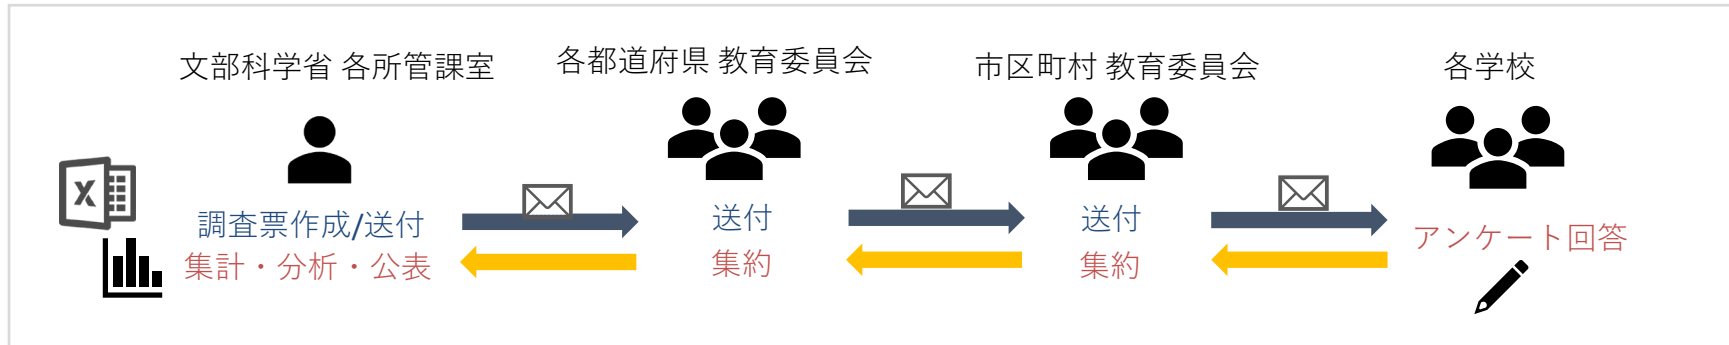 文部科学省 各所管課室
各都道府県 教育委員会
市区町村 教育委員会
各学校
X
調査票作成/送付
集計・分析・公表
送付
集約
送付
集約
アンケート回答